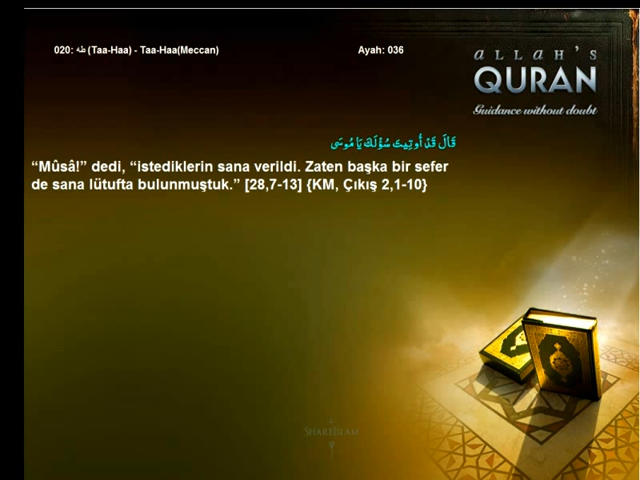 020: طه (Taa-Haa) - Taa-Haa(Meccan) Ayah: 036
ALLAH'S
QURAN
Guidance without doubt
قَالَ قَدْ أُوتِيتَ سُؤْلَكَ يَا مُوسَى
“Mûsâ!” dedi, “istediklerin sana verildi. Zaten başka bir sefer
de sana lütufta bulunmuştuk.” [28,7-13] {KM, Çıkış 2,1-10}
SHAREISLAM